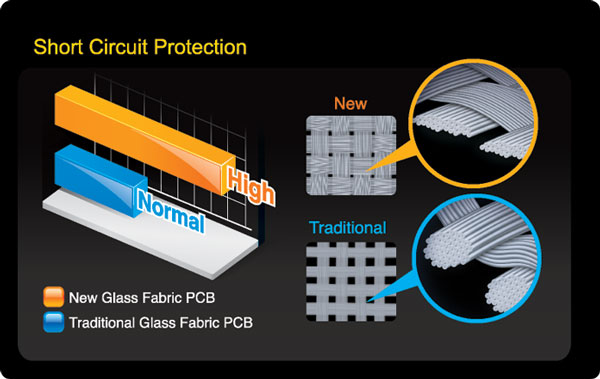 Short Circuit Protection
High
Normal
New Glass Fabric PCB
Traditional Glass Fabric PCB
New
Traditional